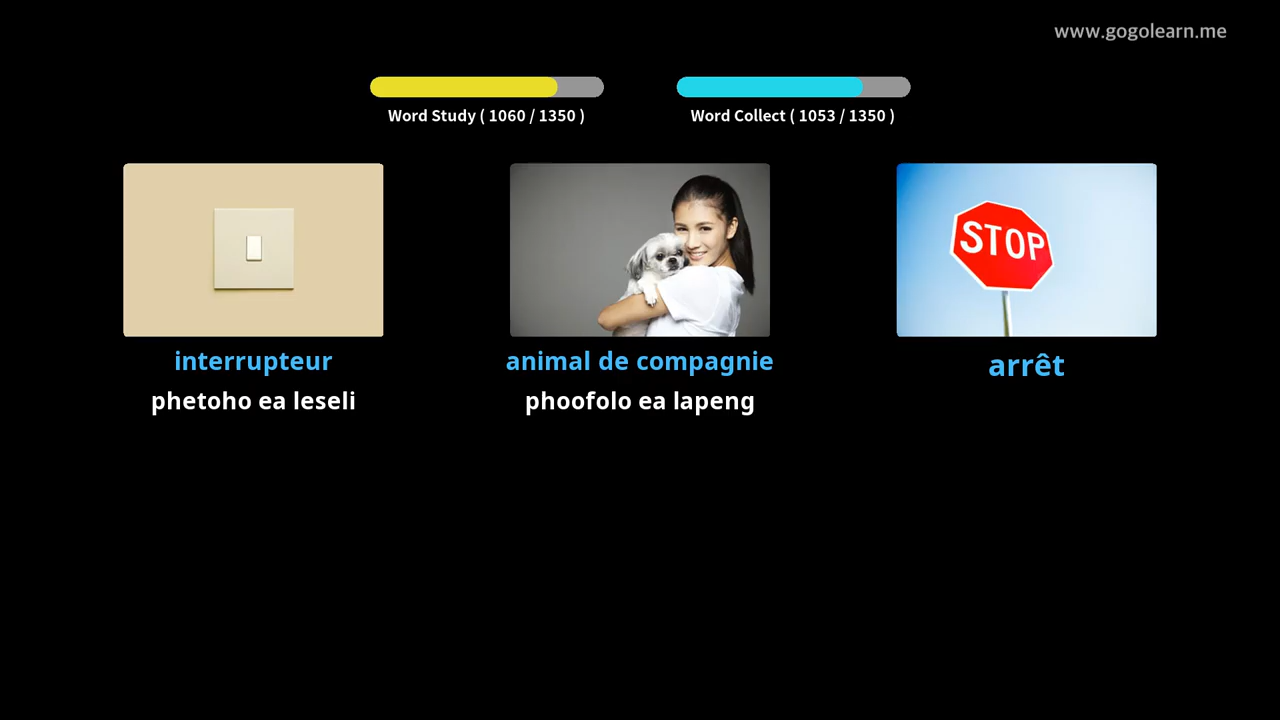 www.gogolearn.me
Word Study ( 1060 / 1350 )
Word Collect ( 1053 / 1350 )
STOP
interrupteur
animal de compagnie
arrêt
phetoho ea leseli
phoofolo ea lapeng